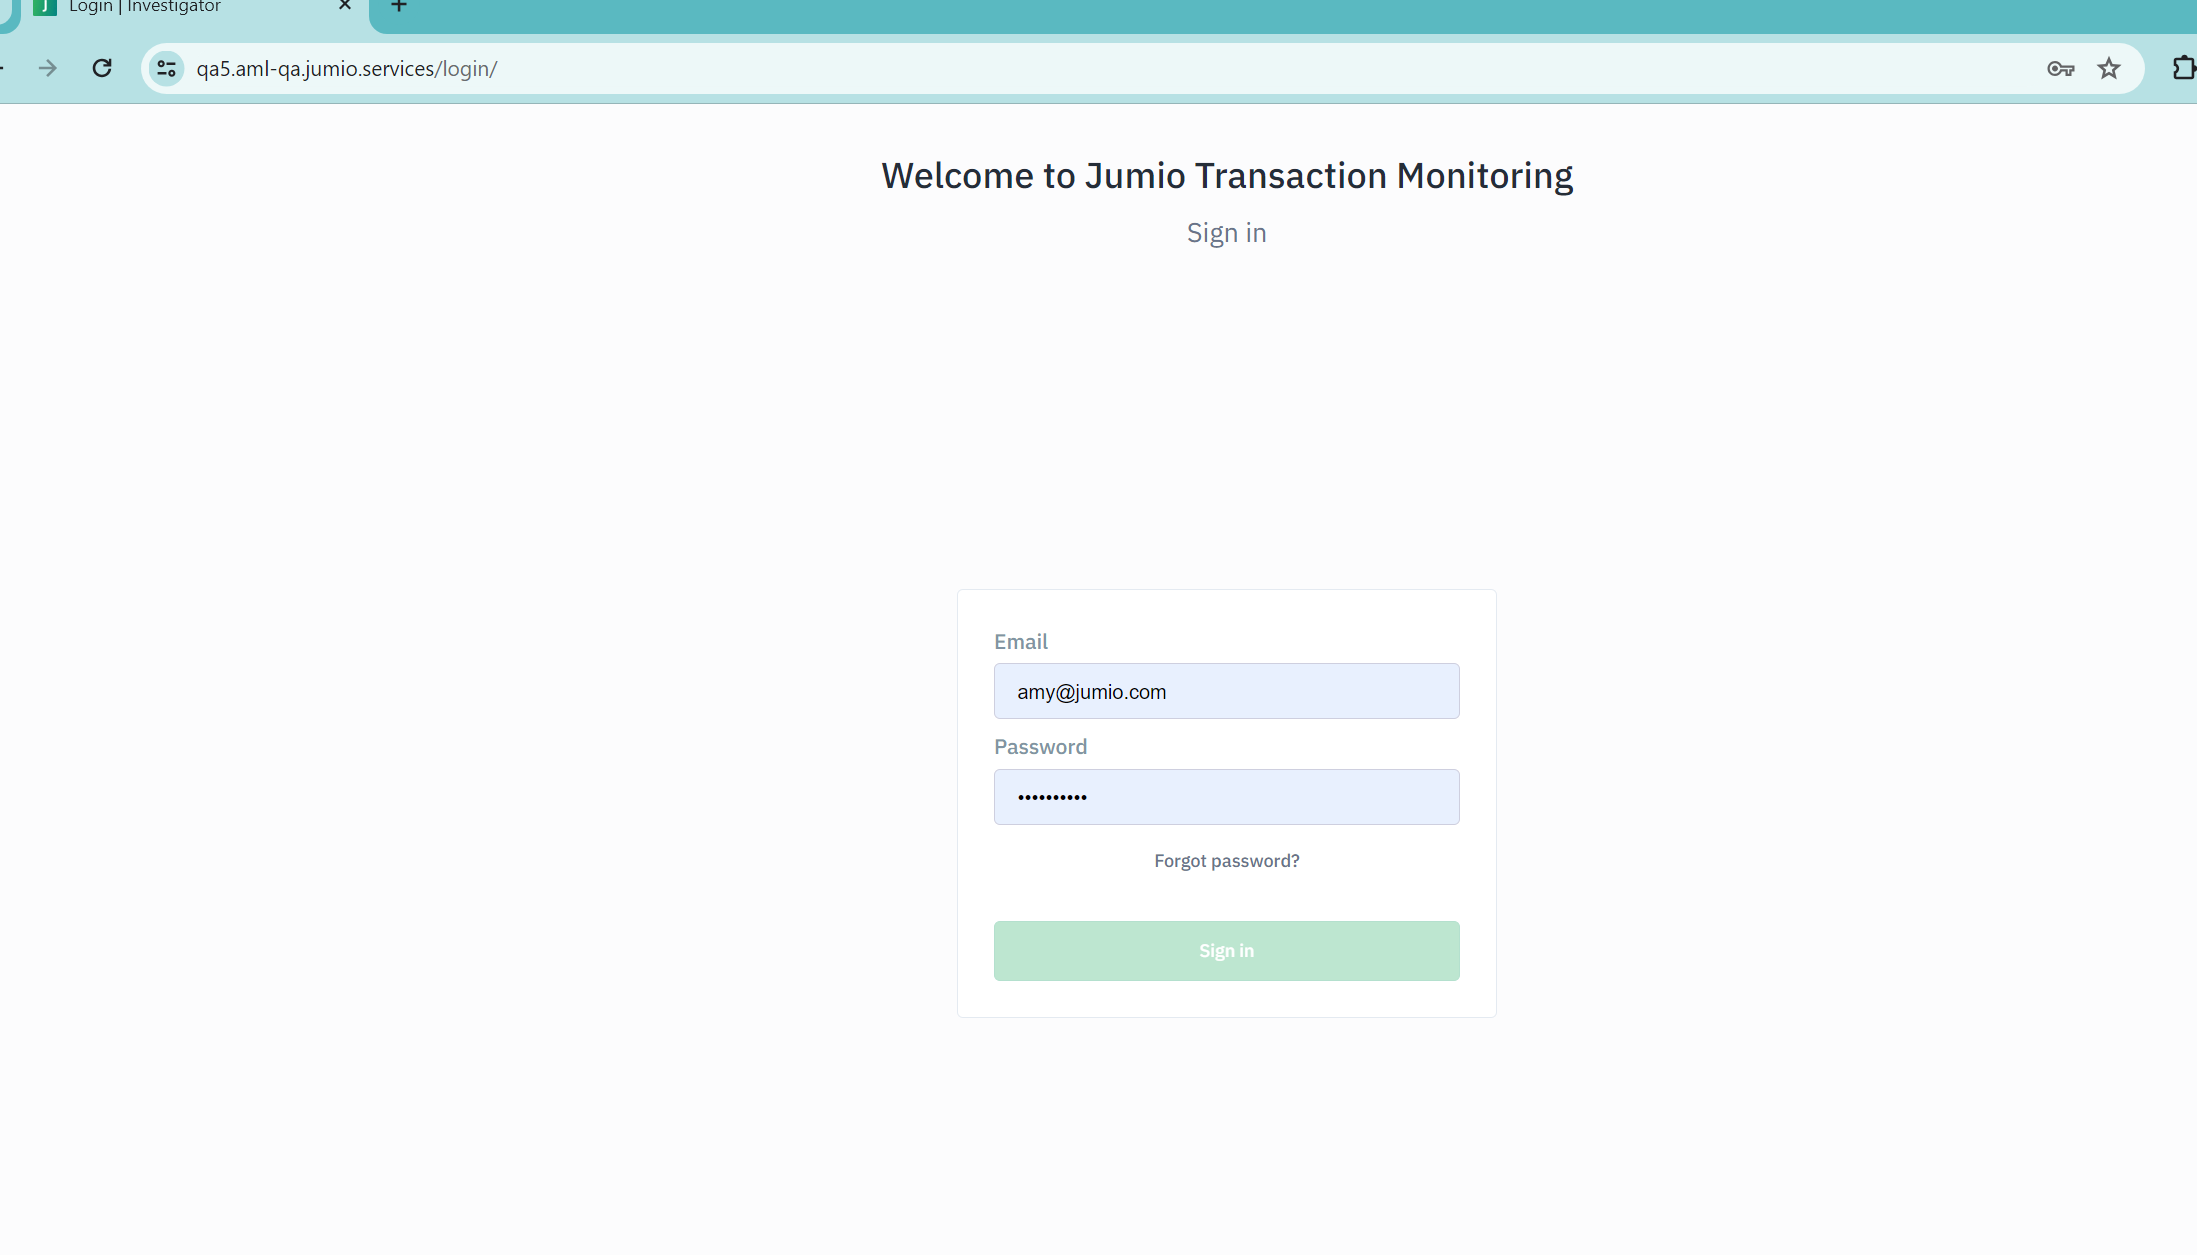 Login | Investigator
qa5.aml-qa.jumio.services/login/
Welcome to Jumio Transaction Monitoring
Sign in
Email
amy@jumio.com
Password
••••••••••
Forgot password?
Sign in